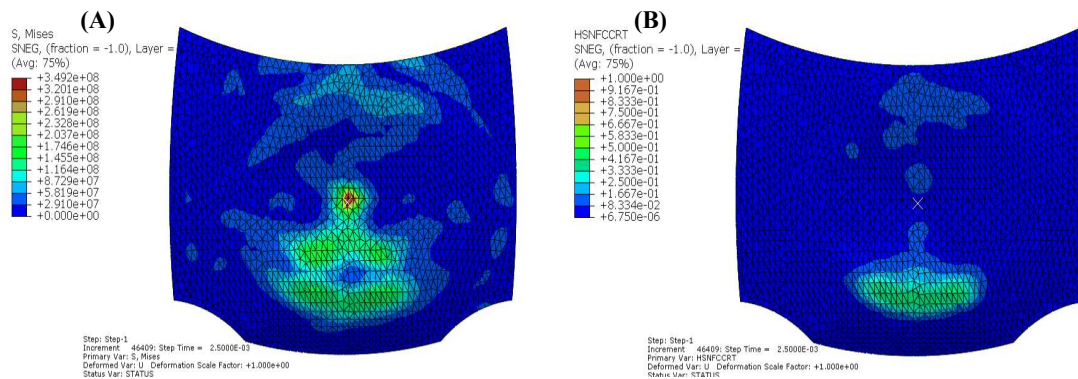 (A)
S, Mises
SNEG, (fraction = -1.0), Layer =
(Avg: 75%)
+3.492e+08
+3.201e+08
+2.910e+08
+2.619e+08
+2.328e+08
+2.037e+08
+1.746e+08
+1.455e+08
+1.164e+08
+8.729e+07
+5.819e+07
+2.910e+07
+0.000e+00
Step: Step-1
Increment 46409: Step Time = 2.5000E-03
Primary Var: S, Mises
Deformed Var: U Deformation Scale Factor: +1.000e+00
Status Var: STATUS
(B)
HSNFCCRT
SNEG, (fraction = -1.0), Layer =
(Avg: 75%)
+1.000e+00
+9.167e-01
+8.333e-01
+7.500e-01
+6.667e-01
+5.833e-01
+5.000e-01
+4.167e-01
+3.333e-01
+2.500e-01
+1.667e-01
+8.334e-02
+6.750e-06
Step: Step-1
Increment 46409: Step Time = 2.5000E-03
Primary Var: HSNFCCRT
Deformed Var: U Deformation Scale Factor: +1.000e+00
Status Var: STATUS